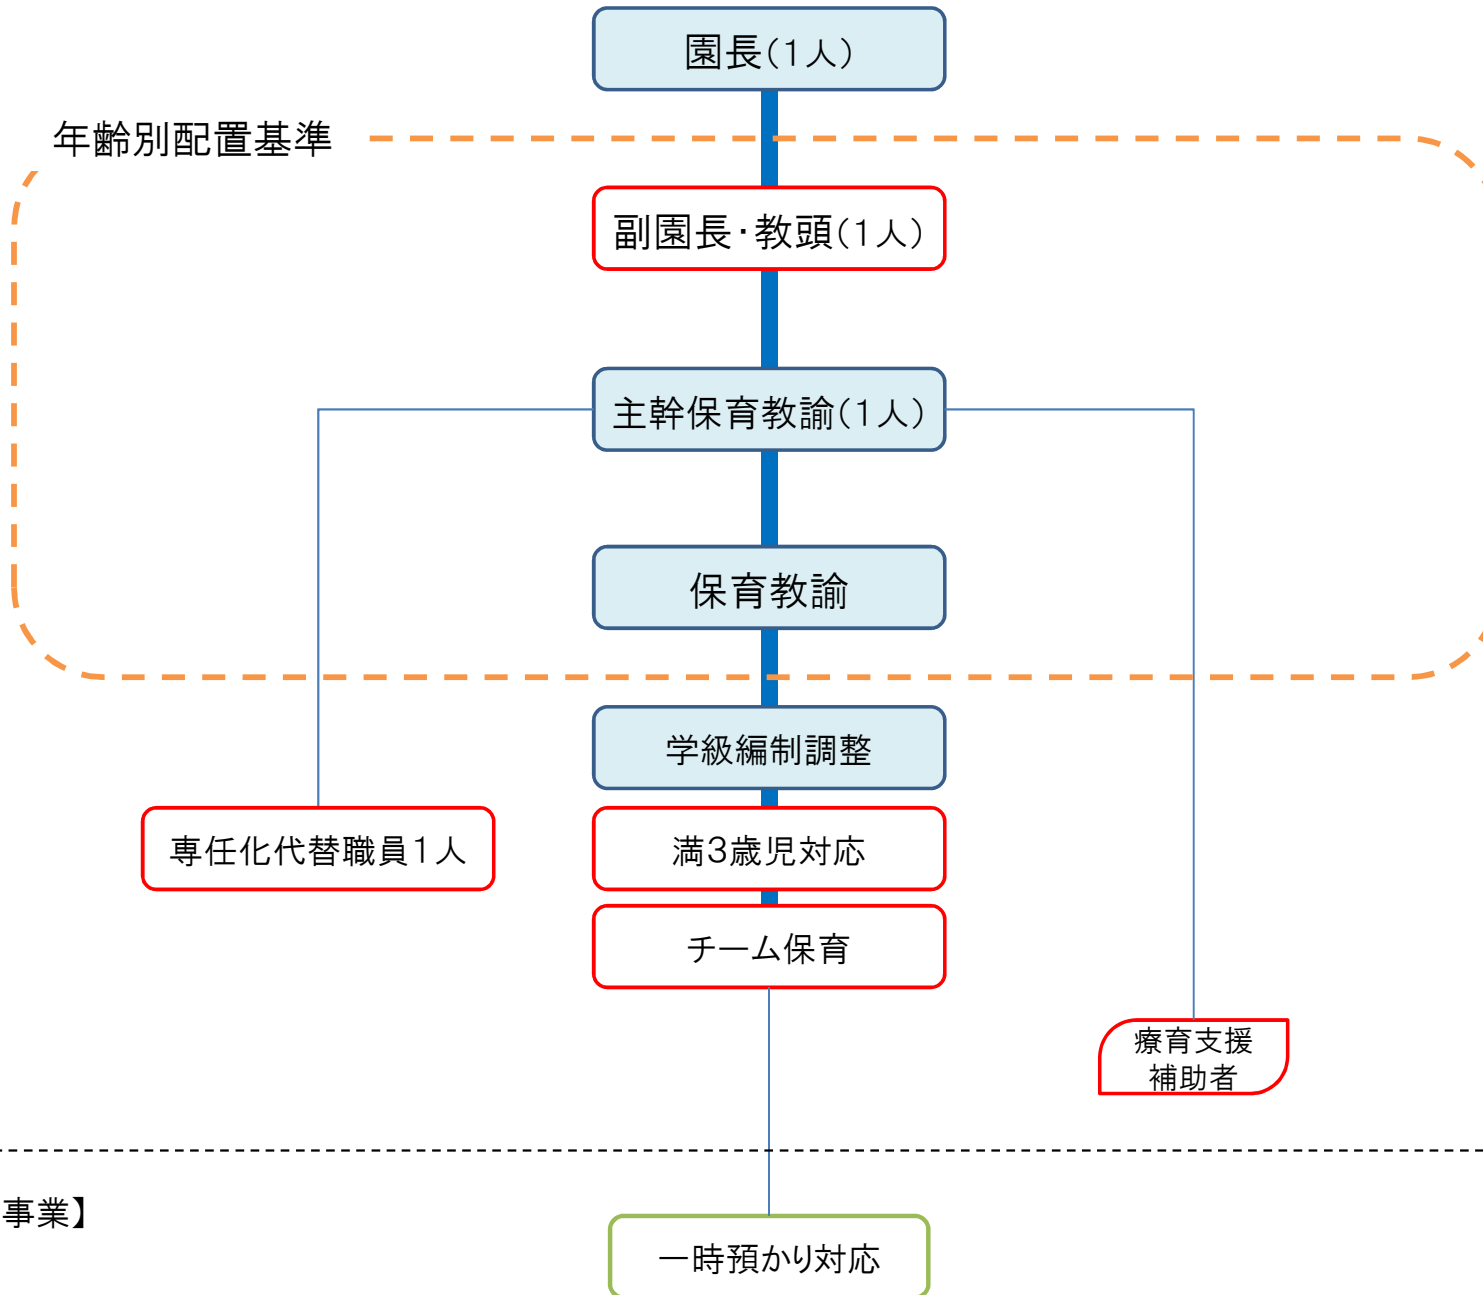 園長(1人)
年齢別配置基準
副園長・教頭(1人)
主幹保育教諭(1人)
保育教諭
学級編制調整
専任化代替職員1人
満3歳児対応
チーム保育
療育支援
補助者
事業】
一時預かり対応